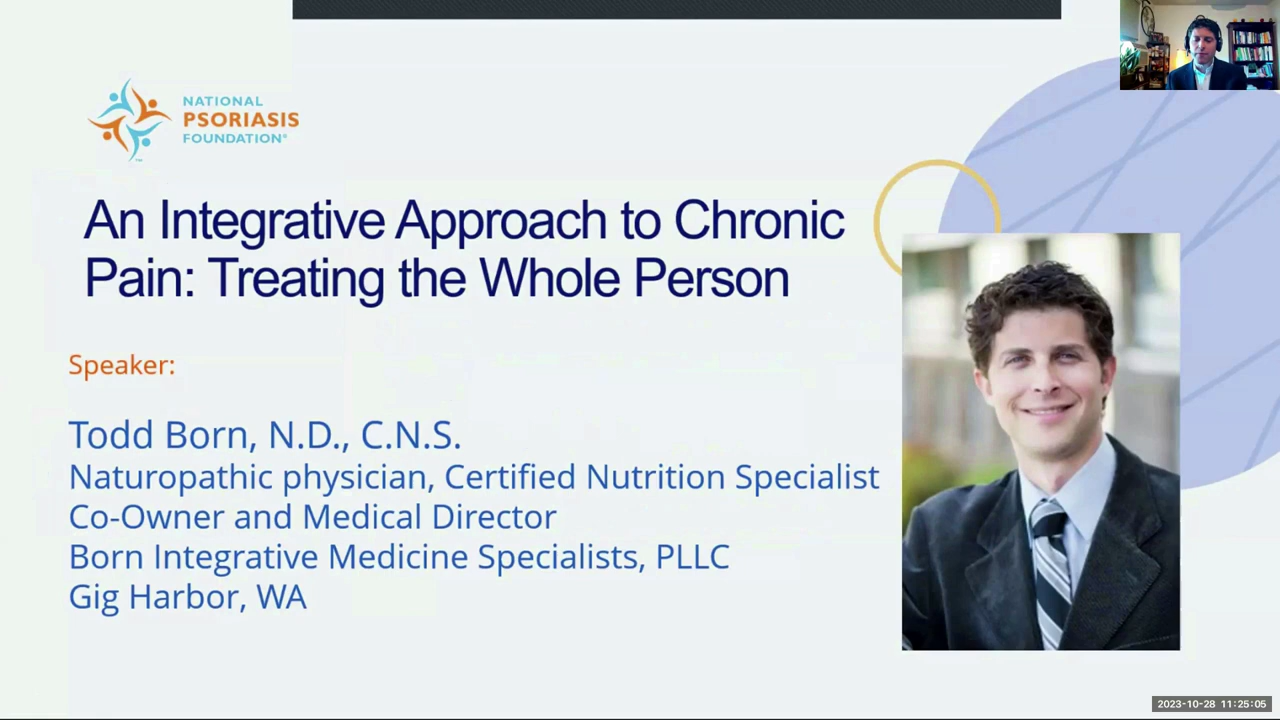 NATIONAL
PSORIASIS
FOUNDATION®
™
An Integrative Approach to Chronic
Pain: Treating the Whole Person
Speaker:
Todd Born, N.D., C.N.S.
Naturopathic physician, Certified Nutrition Specialist
Co-Owner and Medical Director
Born Integrative Medicine Specialists, PLLC
Gig Harbor, WA
2023-10-28 11:25:05